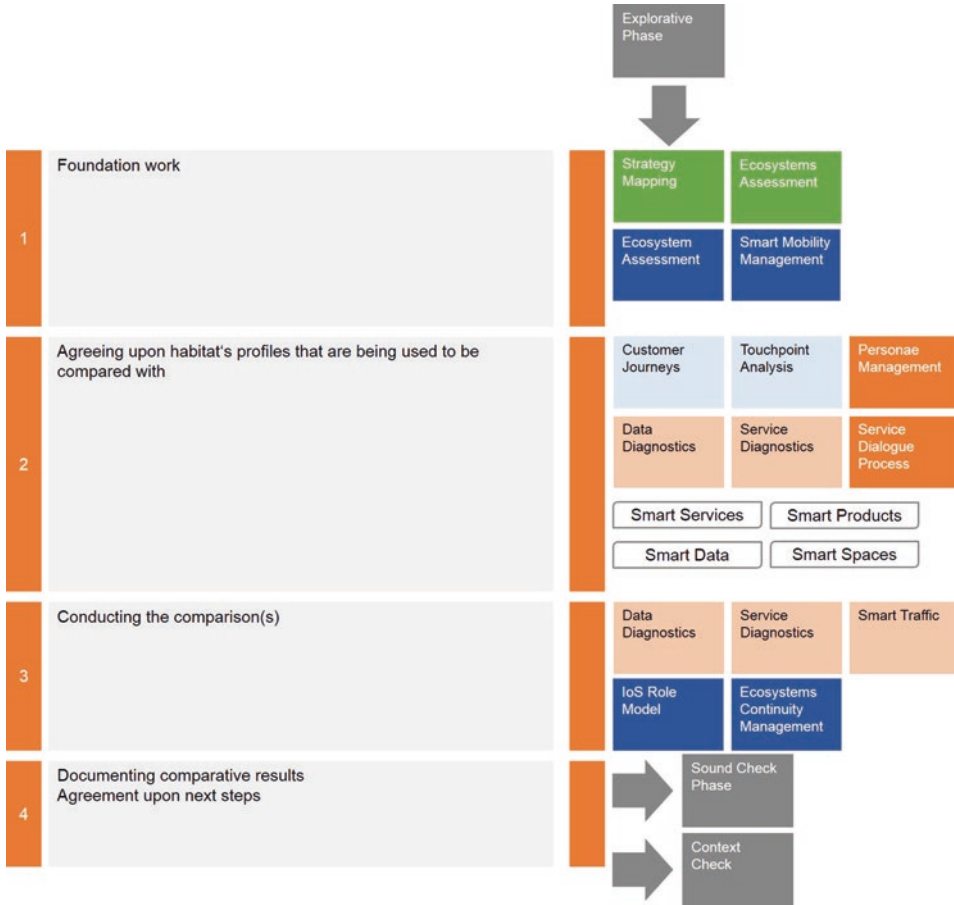 Explorative
Phase
1
Foundation work
Strategy
Mapping
Ecosystems
Assessment
Ecosystem
Assessment
Smart Mobility
Management
2
Agreeing upon habitat's profiles that are being used to be
compared with
Customer
Journeys
Touchpoint
Analysis
Personae
Management
Data
Diagnostics
Service
Diagnostics
Service
Dialogue
Process
Smart Services
Smart Products
Smart Data
Smart Spaces
3
Conducting the comparison(s)
Data
Diagnostics
Service
Diagnostics
Smart Traffic
IoS Role
Model
Ecosystems
Continuity
Management
4
Documenting comparative results
Agreement upon next steps
Sound Check
Phase
Context
Check